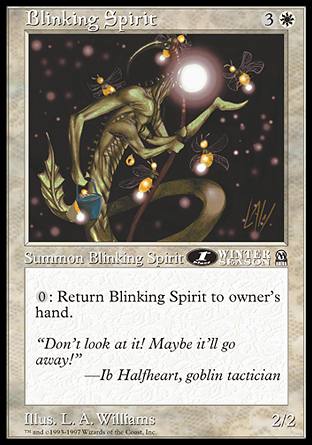 Blinking Spirit 3
Summon Blinking Spirit 1 WINTER SEASON
0: Return Blinking Spirit to owner's
hand.
"Don't look at it! Maybe it'll go
away!"
—Ib Halfheart, goblin tactician
Illus. L. A. Williams 2/2
™ and ©1993-1997 Wizards of the Coast, Inc.